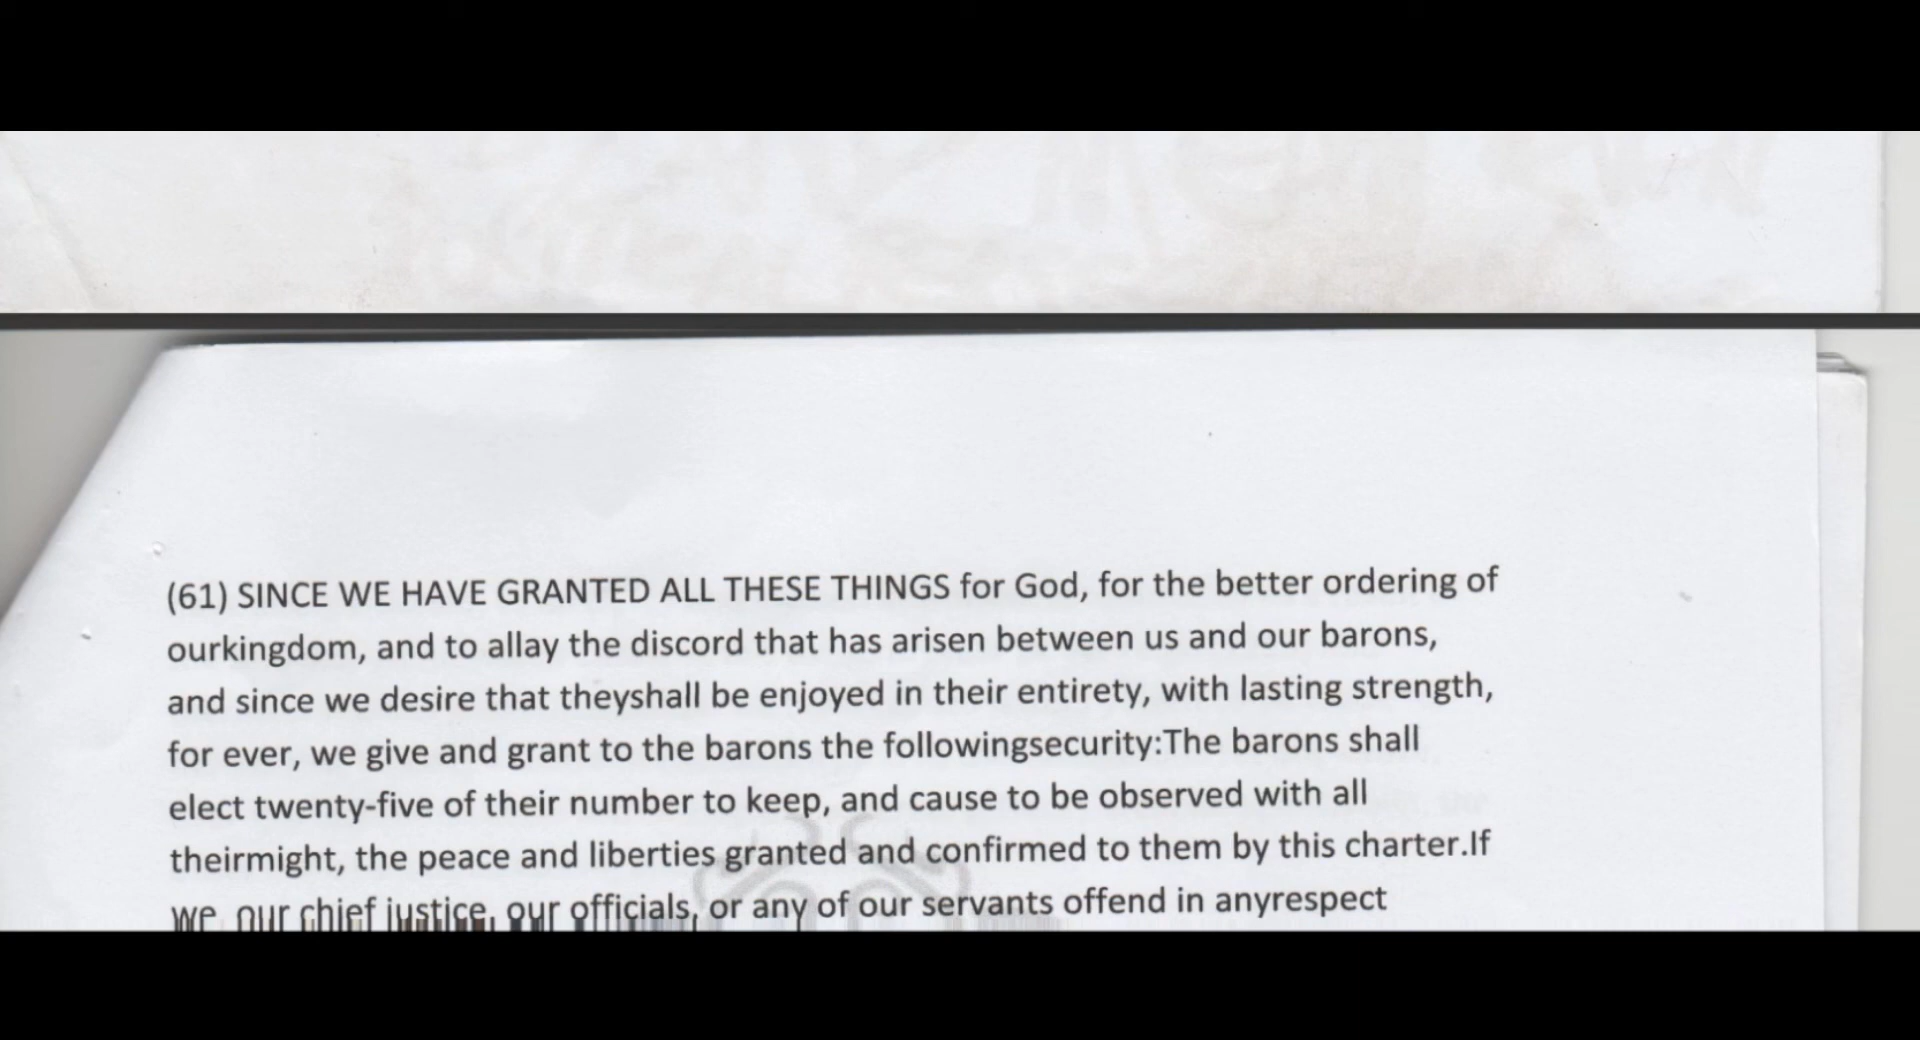 (61) SINCE WE HAVE GRANTED ALL THESE THINGS for God, for the better ordering of
ourkingdom, and to allay the discord that has arisen between us and our barons,
and since we desire that theyshall be enjoyed in their entirety, with lasting strength,
for ever, we give and grant to the barons the followingsecurity:The barons shall
elect twenty-five of their number to keep, and cause to be observed with all
theirmight, the peace and liberties granted and confirmed to them by this charter.If
we, our chief justice, our officials, or any of our servants offend in anyrespect